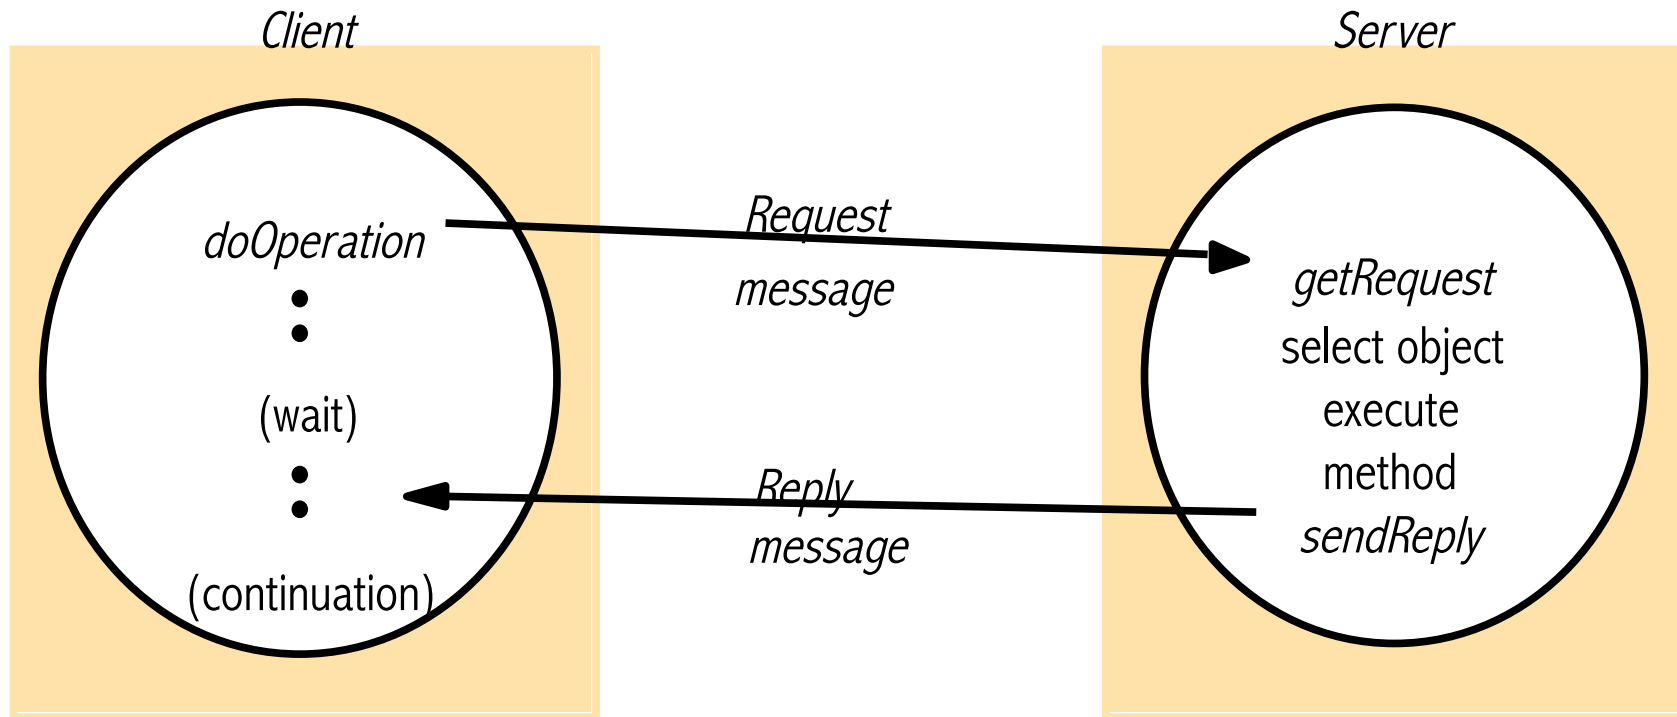 Client
Server
doOperation
(wait)
(continuation)
Request
message
Reply
message
getRequest
select object
execute
method
sendReply